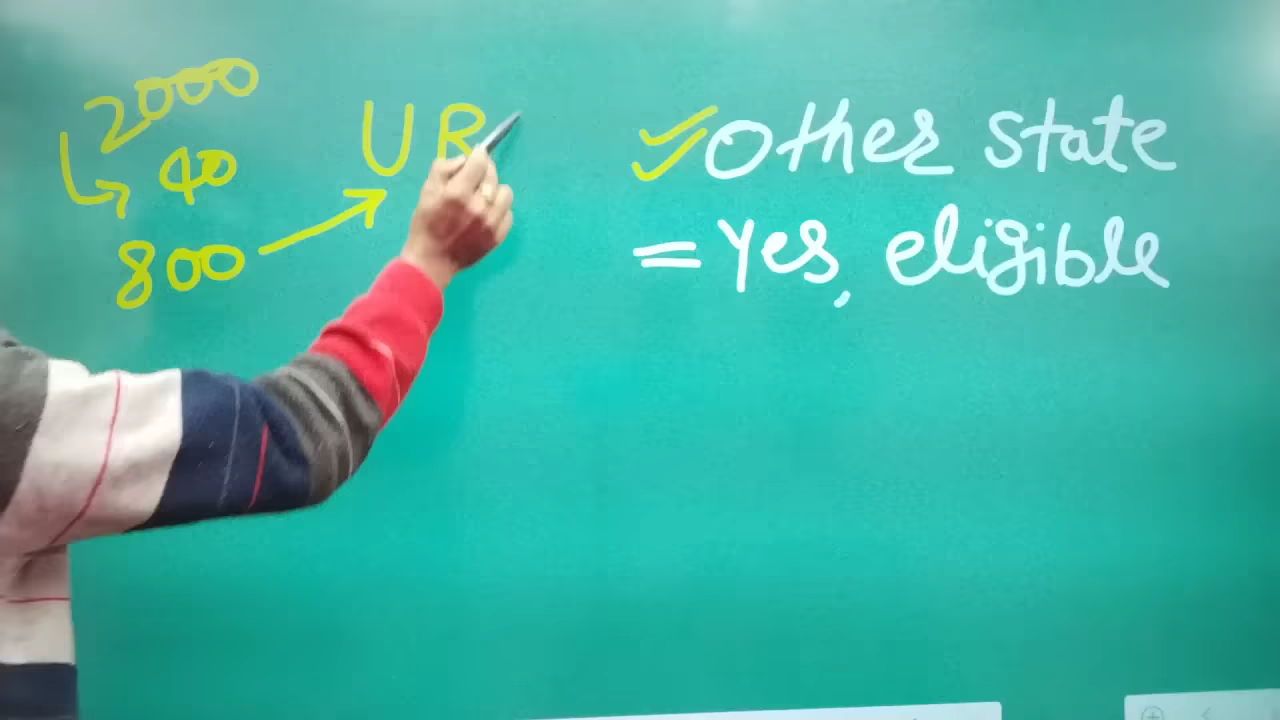 2000
40
800 → UR
✓ Other state
= Yes, eligible